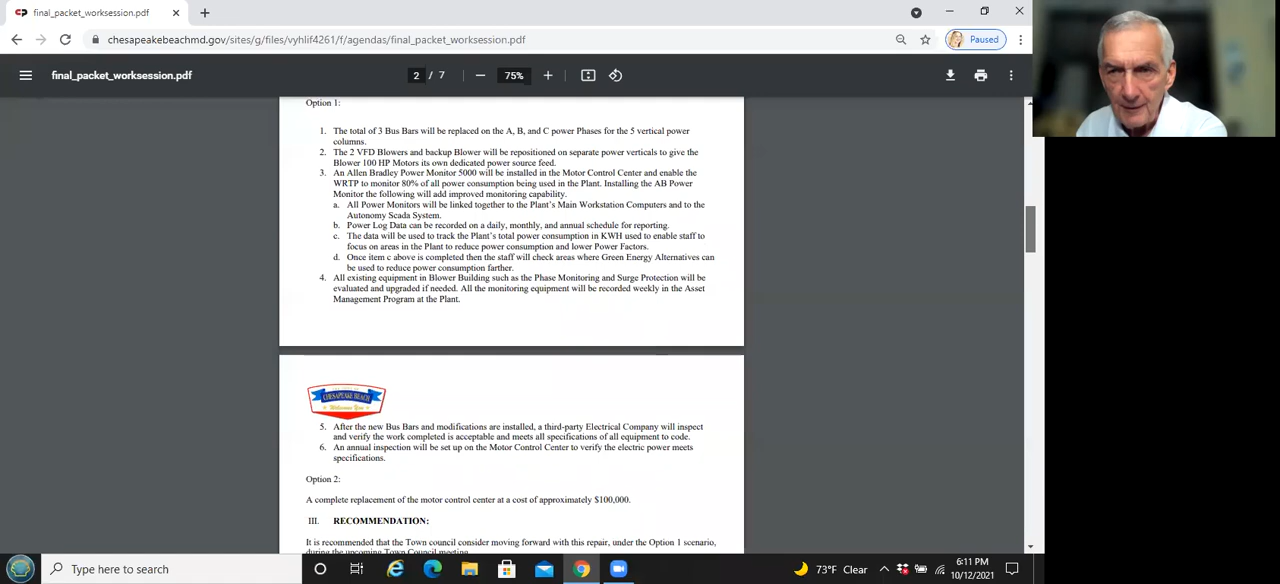 final_packet_worksession.pdf
chesapeakebeachmd.gov/sites/g/files/vyhlif4261/f/agendas/final_packet_worksession.pdf
Paused
final_packet_worksession.pdf
2 / 7
75%
Option 1:
1. The total of 3 Bus Bars will be replaced on the A, B, and C power Phases for the 5 vertical power
columns.
2. The 2 VFD Blowers and backup Blower will be repositioned on separate power verticals to give the
Blower 100 HP Motors its own dedicated power source feed.
3. An Allen Bradley Power Monitor 5000 will be installed in the Motor Control Center and enable the
WRTP to monitor 80% of all power consumption being used in the Plant. Installing the AB Power
Monitor the following will add improved monitoring capability.
a. All Power Monitors will be linked together to the Plant's Main Workstation Computers and to the
Autonomy Scada System.
b. Power Log Data can be recorded on a daily, monthly, and annual schedule for reporting.
c. The data will be used to track the Plant's total power consumption in KWH used to enable staff to
focus on areas in the Plant to reduce power consumption and lower Power Factors.
d. Once item c above is completed then the staff will check areas where Green Energy Alternatives can
be used to reduce power consumption farther.
4. All existing equipment in Blower Building such as the Phase Monitoring and Surge Protection will be
evaluated and upgraded if needed. All the monitoring equipment will be recorded weekly in the Asset
Management Program at the Plant.
CHESAPEAKE BEACH
Welcomes You
5. After the new Bus Bars and modifications are installed, a third-party Electrical Company will inspect
and verify the work completed is acceptable and meets all specifications of all equipment to code.
6. An annual inspection will be set up on the Motor Control Center to verify the electric power meets
specifications.
Option 2:
A complete replacement of the motor control center at a cost of approximately $100,000.
III. RECOMMENDATION:
It is recommended that the Town council consider moving forward with this repair, under the Option 1 scenario,
during the upcoming Town Council meeting
Type here to search
73°F Clear
6:11 PM
10/12/2021